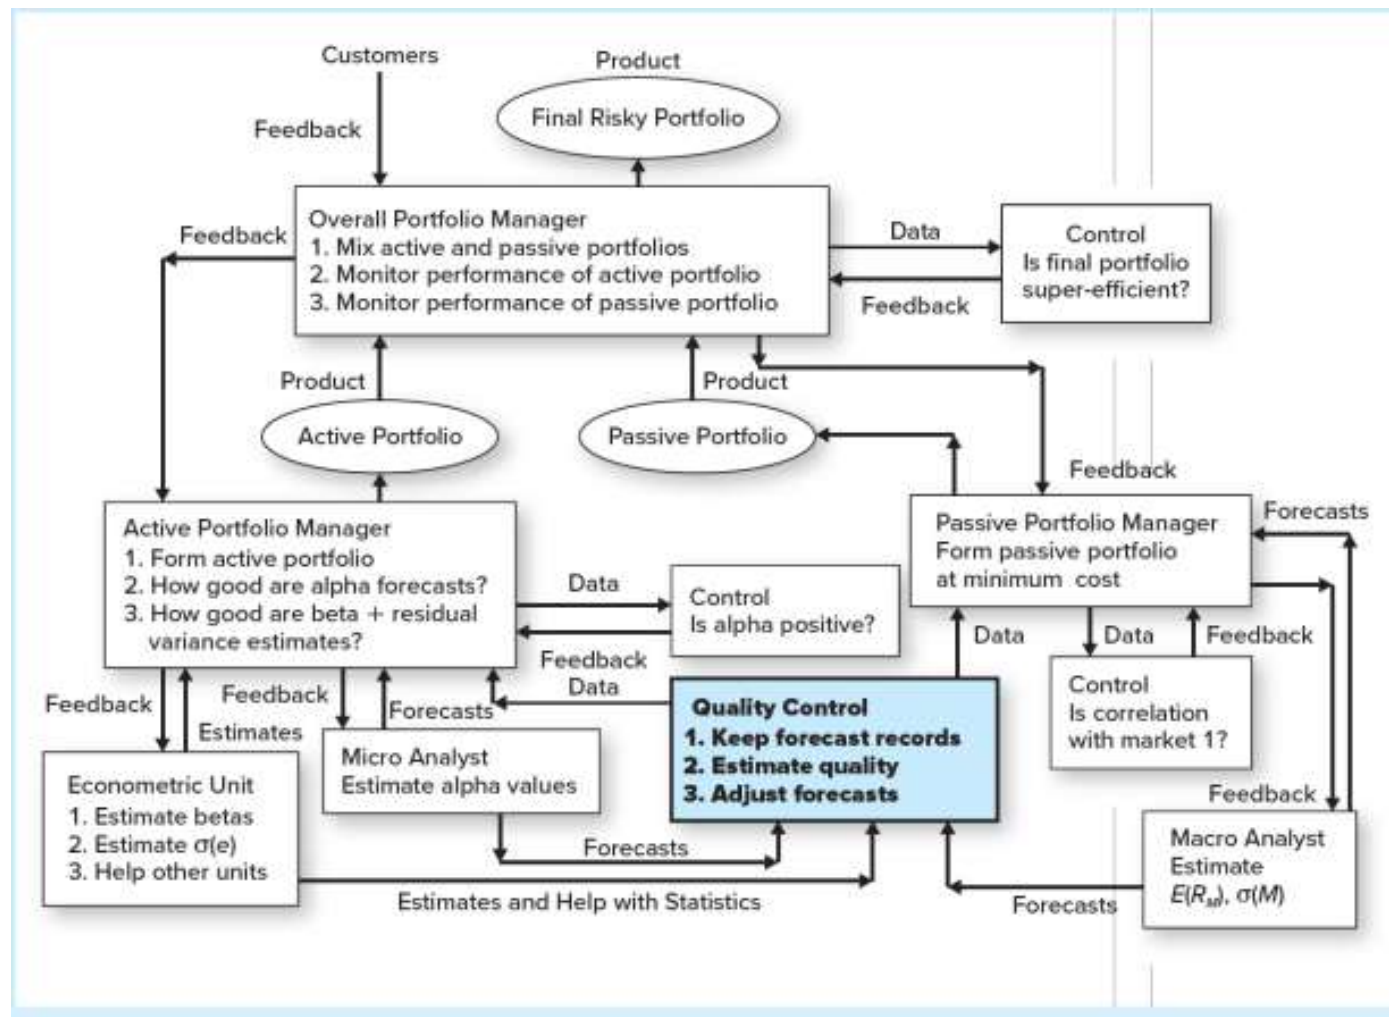 Customers
Product
Final Risky Portfolio
Feedback
Overall Portfolio Manager
1. Mix active and passive portfolios
2. Monitor performance of active portfolio
3. Monitor performance of passive portfolio
Feedback
Data
Feedback
Control
Is final portfolio
super-efficient?
Product
Product
Active Portfolio
Passive Portfolio
Feedback
Active Portfolio Manager
1. Form active portfolio
2. How good are alpha forecasts?
3. How good are beta + residual
variance estimates?
Data
Feedback
Control
Is alpha positive?
Passive Portfolio Manager
Form passive portfolio
at minimum cost
Forecasts
Data
Data
Feedback
Control
Is correlation
with market 1?
Feedback
Feedback
Estimates
Feedback
Forecasts
Data
Quality Control
1. Keep forecast records
2. Estimate quality
3. Adjust forecasts
Econometric Unit
1. Estimate betas
2. Estimate σ(e)
3. Help other units
Micro Analyst
Estimate alpha values
Forecasts
Estimates and Help with Statistics
Forecasts
Macro Analyst
Estimate
E(R_M), σ(M)